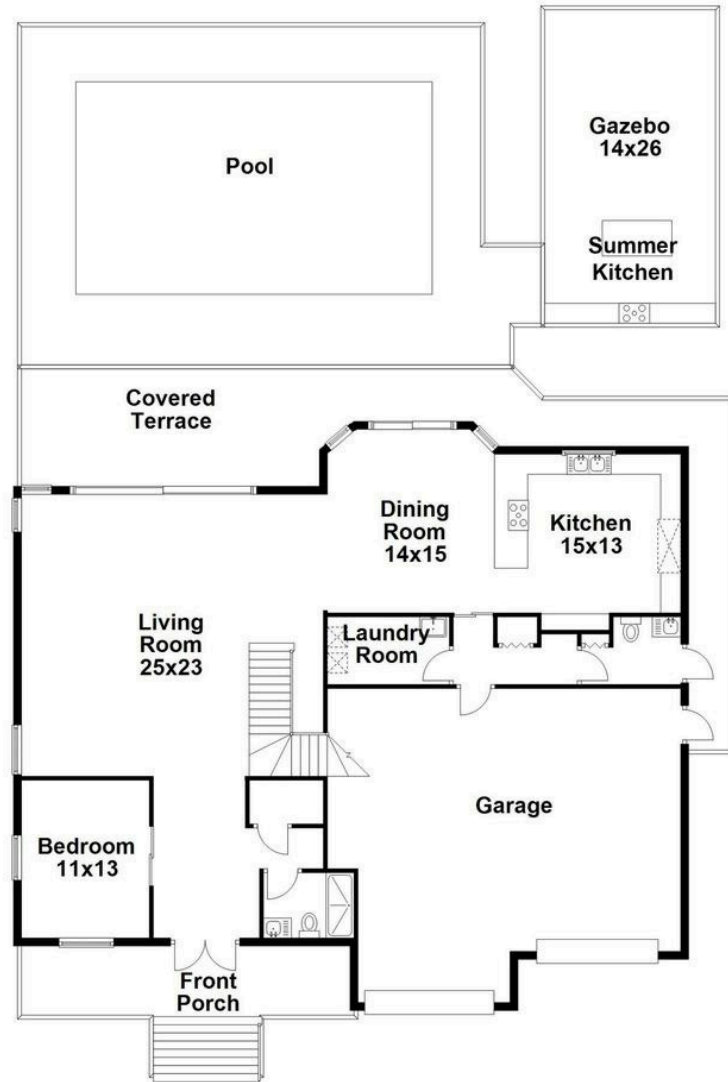 Pool
Gazebo
14x26
Summer
Kitchen
Covered
Terrace
Dining
Room
14x15
Kitchen
15x13
Living
Room
25x23
Laundry
Room
Garage
Bedroom
11x13
Front
Porch